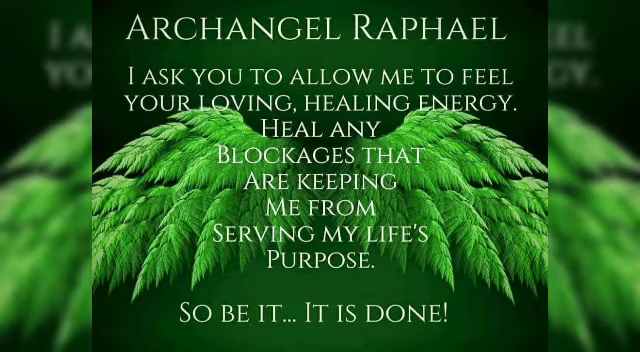 ARCHANGEL RAPHAEL
I ASK YOU TO ALLOW ME TO FEEL
YOUR LOVING, HEALING ENERGY.
HEAL ANY
BLOCKAGES THAT
ARE KEEPING
ME FROM
SERVING MY LIFE'S
PURPOSE.
SO BE IT... IT IS DONE!